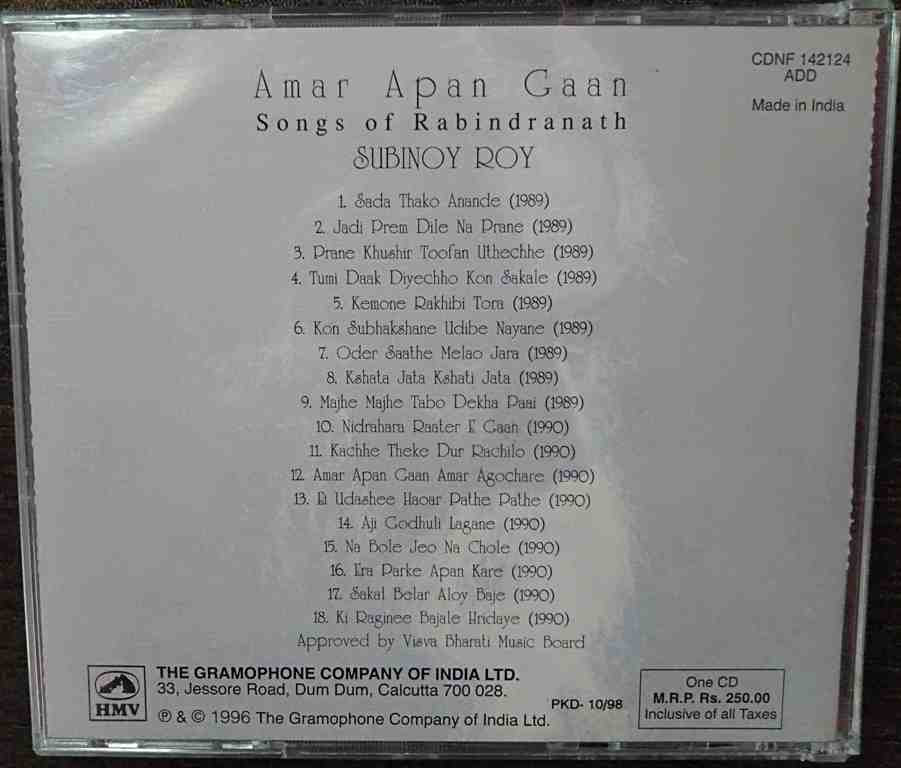 Amar Apan Gaan
Songs of Rabindranath
SUBINOY ROY
CDNF 142124
ADD
Made in India
1. Sada Thako Anande (1989)
2. Jadi Prem Dile Na Prane (1989)
3. Prane Khushir Toofan Uthechhe (1989)
4. Tumi Daak Diyechho Kon Sakale (1989)
5. Kemone Rakhibi Tora (1989)
6. Kon Subhakshane Udibe Nayane (1989)
7. Oder Saathe Melao Jara (1989)
8. Kshata Jata Kshati Jata (1989)
9. Majhe Majhe Tabo Dekha Paai (1989)
10. Nidrahara Raater E Gaan (1990)
11. Kachhe Theke Dur Rachilo (1990)
12. Amar Apan Gaan Amar Agochare (1990)
13. Ei Udashee Haoar Pathe Pathe (1990)
14. Aji Godhuli Lagane (1990)
15. Na Bole Jeo Na Chole (1990)
16. Era Parke Apan Kare (1990)
17. Sakal Belar Aloy Baje (1990)
18. Ki Raginee Bajale Hridaye (1990)
Approved by Visva Bharati Music Board
HMV
THE GRAMOPHONE COMPANY OF INDIA LTD.
33, Jessore Road, Dum Dum, Calcutta 700 028.
℗ & © 1996 The Gramophone Company of India Ltd.
PKD- 10/98
One CD
M.R.P. Rs. 250.00
Inclusive of all Taxes